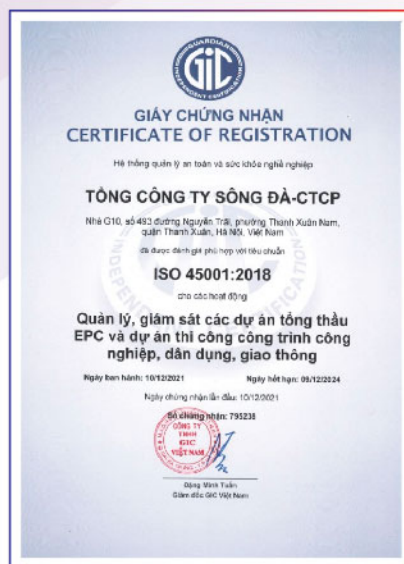 GUARDIAN
GIC
INDEPENDENT CERTIFICATION
GIẤY CHỨNG NHẬN
CERTIFICATE OF REGISTRATION
Hệ thống quản lý an toàn và sức khỏe nghề nghiệp
TỔNG CÔNG TY SÔNG ĐÀ-CTCP
Nhà G10, số 493 đường Nguyễn Trãi, phường Thanh Xuân Nam,
quận Thanh Xuân, Hà Nội, Việt Nam
đã được đánh giá phù hợp với tiêu chuẩn
ISO 45001:2018
cho các hoạt động
Quản lý, giám sát các dự án tổng thầu
EPC và dự án thi công công trình công
nghiệp, dân dụng, giao thông
Ngày ban hành: 10/12/2021 Ngày hết hạn: 09/12/2024
Ngày chứng nhận lần đầu: 10/12/2021
Số chứng nhận: 795238
CÔNG TY
TNHH
GIC
VIỆT NAM
Đặng Minh Tuấn
Giám đốc GIC Việt Nam